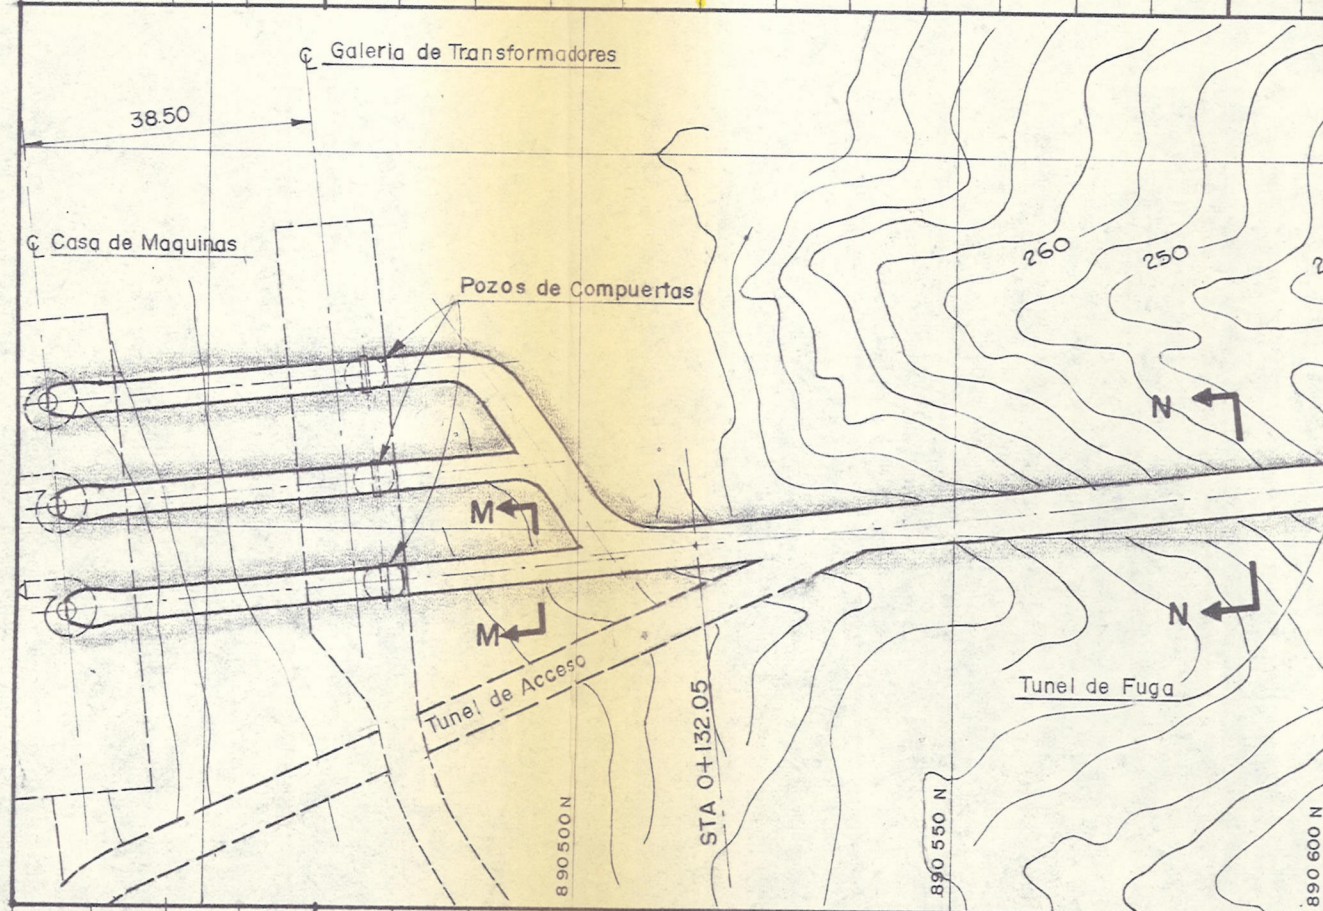 ℄ Galeria de Transformadores
38.50
℄ Casa de Maquinas
260
250
Pozos de Compuertas
N
M
N
M
Tunel de Acceso
Tunel de Fuga
STA 0+132.05
890500 N
890 550 N
890 600 N